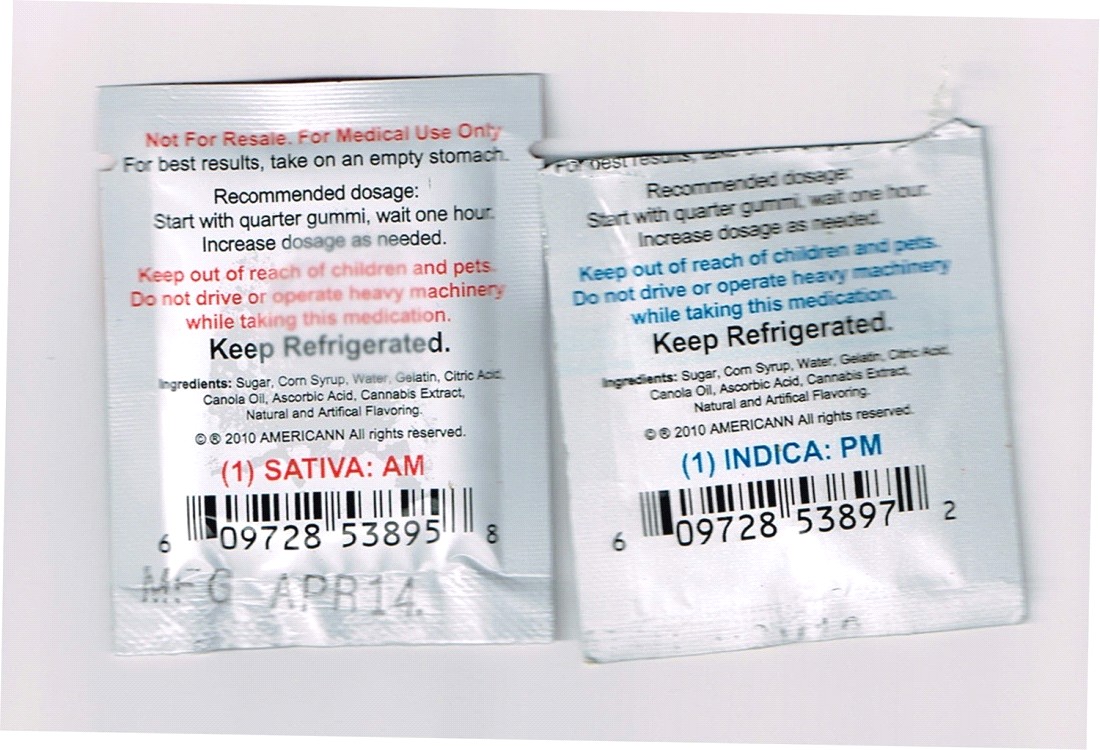 Not For Resale. For Medical Use Only
For best results, take on an empty stomach.
Recommended dosage:
Start with quarter gummi, wait one hour.
Increase dosage as needed.
Keep out of reach of children and pets.
Do not drive or operate heavy machinery
while taking this medication.
Keep Refrigerated.
Ingredients: Sugar, Corn Syrup, Water, Gelatin, Citric Acid,
Canola Oil, Ascorbic Acid, Cannabis Extract,
Natural and Artifical Flavoring.
© ® 2010 AMERICANN All rights reserved.
(1) SATIVA: AM
6 09728 53895 8
MFG APR14.
For best results,
Recommended dosage:
Start with quarter gummi, wait one hour.
Increase dosage as needed.
Keep out of reach of children and pets.
Do not drive or operate heavy machinery
while taking this medication.
Keep Refrigerated.
Ingredients: Sugar, Corn Syrup, Water, Gelatin, Citric Acid,
Canola Oil, Ascorbic Acid, Cannabis Extract,
Natural and Artifical Flavoring.
© ® 2010 AMERICANN All rights reserved.
(1) INDICA: PM
6 09728 53897 2